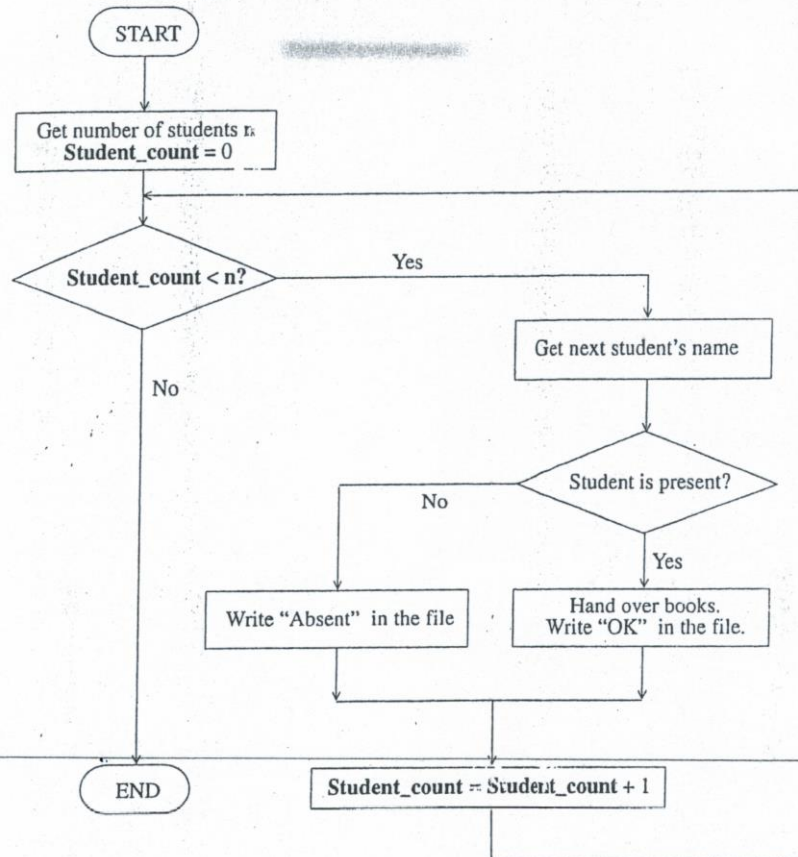 START
Get number of students n
Student_count = 0
Student_count < n?
Yes
Get next student's name
No
Student is present?
No
Yes
Write “Absent” in the file
Hand over books.
Write “OK” in the file.
END
Student_count = Student_count + 1